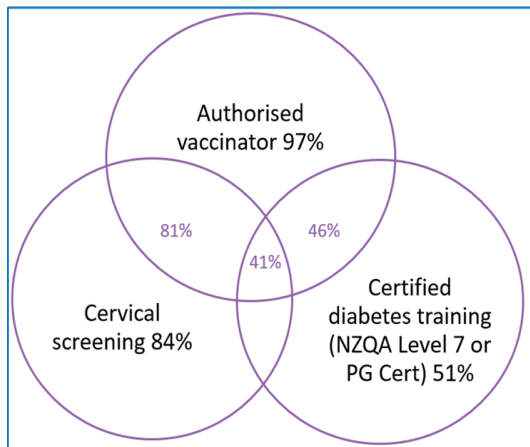 Authorised
vaccinator 97%
81%
46%
41%
Cervical
screening 84%
Certified
diabetes training
(NZQA Level 7 or
PG Cert) 51%